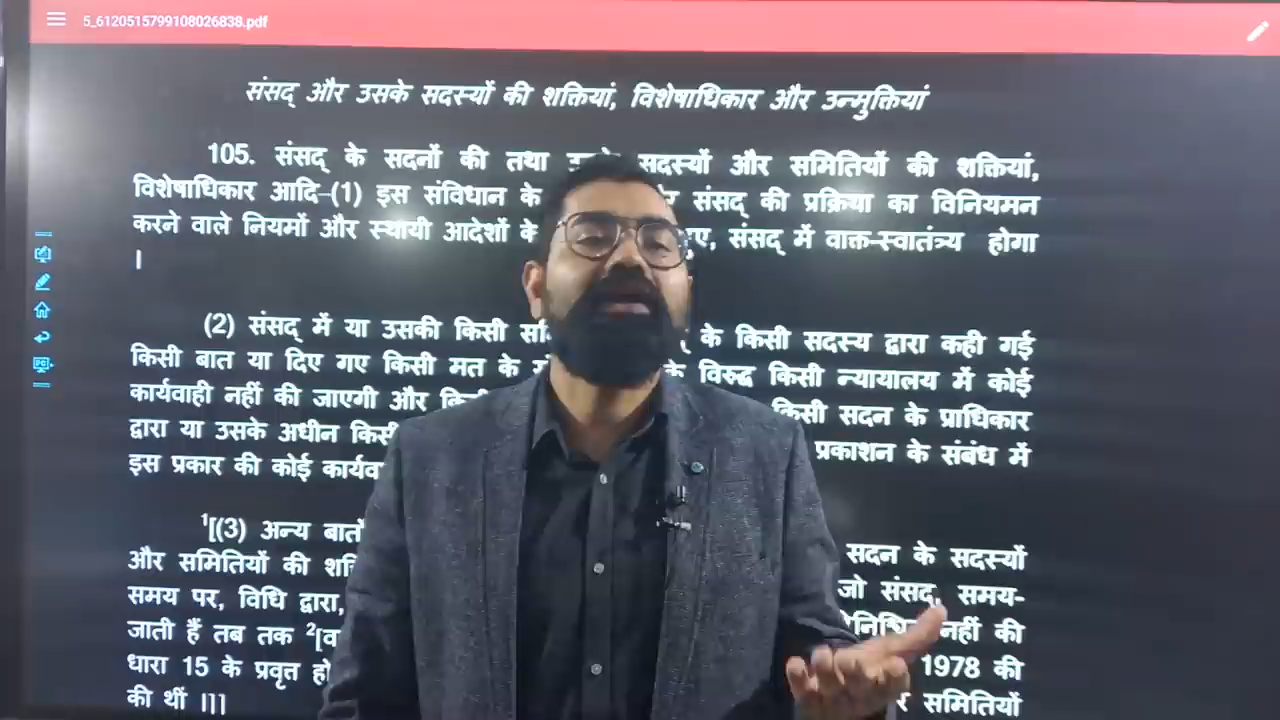 5_6120515799108026838.pdf
संसद् और उसके सदस्यों की शक्तियां, विशेषाधिकार और उन्मुक्तियां
105. संसद् के सदनों की तथा सदस्यों और समितियों की शक्तियां,
विशेषाधिकार आदि–(1) इस संविधान के संसद् की प्रक्रिया का विनियमन
करने वाले नियमों और स्थायी आदेशों के संसद् में वाक्-स्वातंत्र्य होगा
।
(2) संसद् में या उसकी किसी के किसी सदस्य द्वारा कही गई
किसी बात या दिए गए किसी मत के के विरुद्ध किसी न्यायालय में कोई
कार्यवाही नहीं की जाएगी और किसी सदन के प्राधिकार
द्वारा या उसके अधीन प्रकाशन के संबंध में
इस प्रकार की कोई
¹[(3) अन्य सदन के सदस्यों
और समितियों की जो संसद्, समय-
समय पर, विधि द्वारा, नहीं की
जाती हैं तब तक ²[
धारा 15 के प्रवृत्त 1978 की
की थीं ।]] समितियों